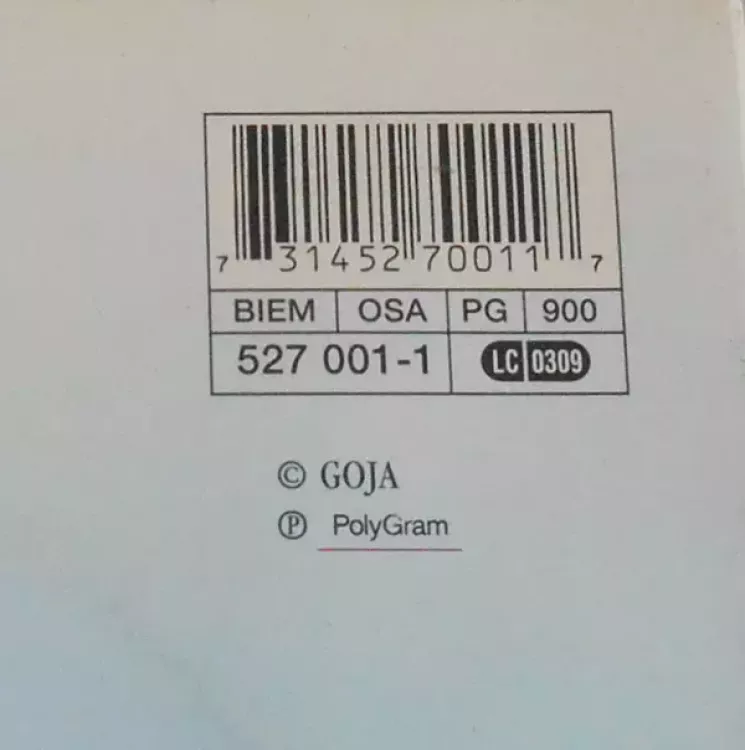 7 31452 70011 7
BIEM OSA PG 900
527 001-1 LC 0309
© GOJA
℗ PolyGram